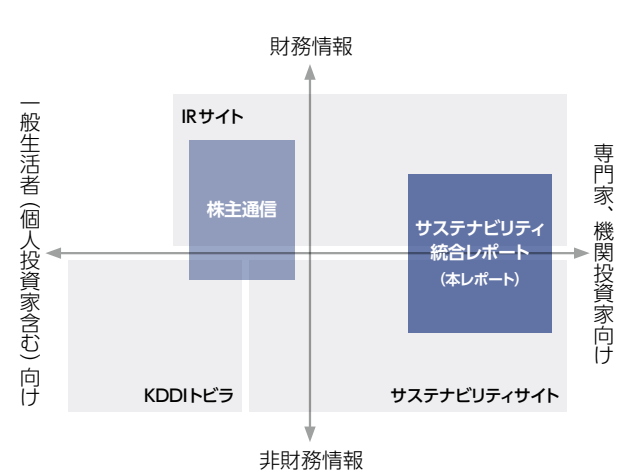 財務情報
一般生活者（個人投資家含む）向け
専門家、機関投資家向け
IRサイト
株主通信
サステナビリティ
統合レポート
（本レポート）
KDDIトビラ
サステナビリティサイト
非財務情報